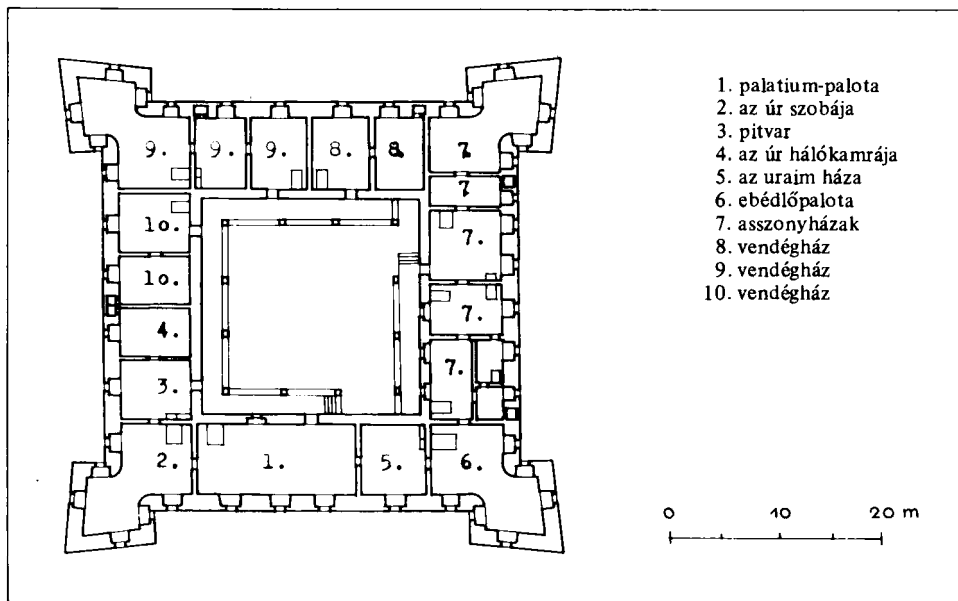 1. palatium-palota
2. az úr szobája
3. pitvar
4. az úr hálókamrája
5. az uraim háza
6. ebédlőpalota
7. asszonyházak
8. vendégház
9. vendégház
10. vendégház
9. 9. 9. 8. 8. 7.
7
10. 7.
10. 7.
4.
3. 7.
2. 1. 5. 6.
0 10 20 m